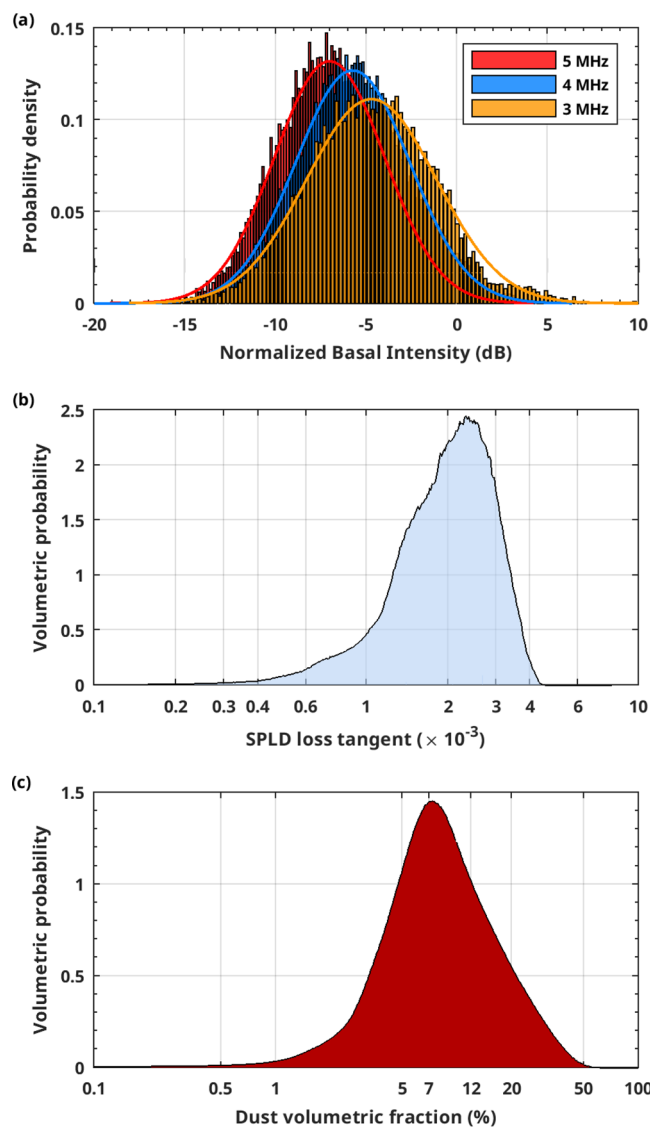 (a)
Probability density
0.15
0.1
0.05
0
5 MHz
4 MHz
3 MHz
-20 -15 -10 -5 0 5 10
Normalized Basal Intensity (dB)
(b)
Volumetric probability
2.5
2
1.5
1
0.5
0
0.1 0.2 0.3 0.4 0.6 1 2 3 4 6 10
SPLD loss tangent (× 10-3)
(c)
Volumetric probability
1.5
1
0.5
0
0.1 0.5 1 5 7 12 20 50 100
Dust volumetric fraction (%)